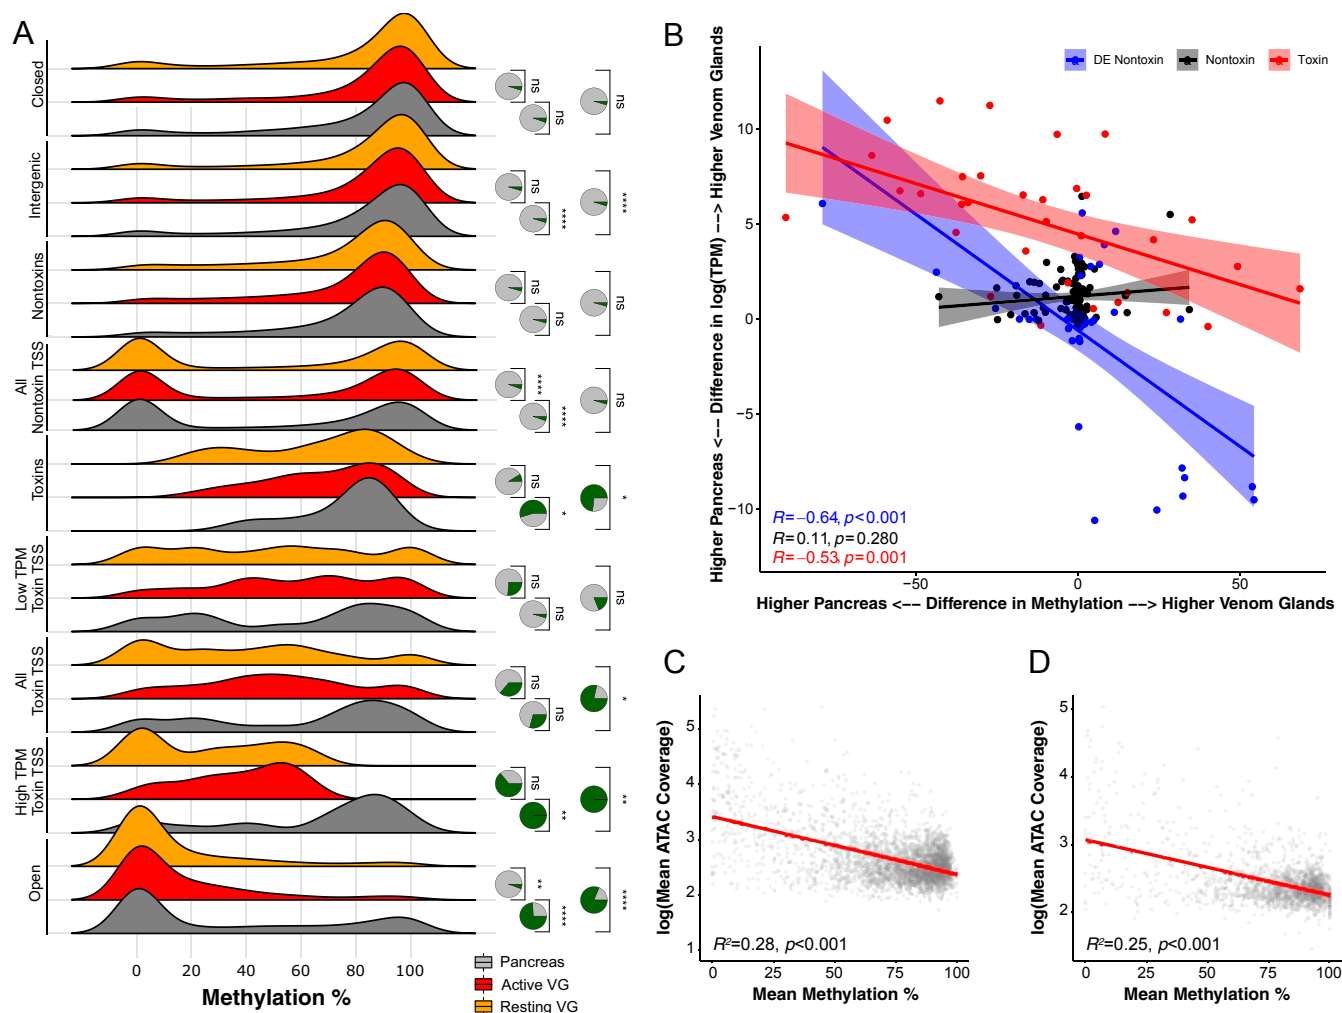 A
Closed
ns
ns
ns
Intergenic
ns
****
****
Nontoxins
ns
ns
ns
All
Nontoxin TSS
****
****
ns
Toxins
ns
*
*
Low TPM
Toxin TSS
ns
ns
ns
All
Toxin TSS
ns
ns
*
High TPM
Toxin TSS
ns
**
**
Open
**
****
****
0 20 40 60 80 100
Methylation %
Pancreas
Active VG
Resting VG
B
DE Nontoxin Nontoxin Toxin
Higher Pancreas <-- Difference in log(TPM) --> Higher Venom Glands
10
5
0
−5
−10
R=−0.64, p<0.001
R=0.11, p=0.280
R=−0.53, p=0.001
−50 0 50
Higher Pancreas <-- Difference in Methylation --> Higher Venom Glands
C
log(Mean ATAC Coverage)
5
4
3
2
1
R²=0.28, p<0.001
0 25 50 75 100
Mean Methylation %
D
log(Mean ATAC Coverage)
5
4
3
2
R²=0.25, p<0.001
0 25 50 75 100
Mean Methylation %